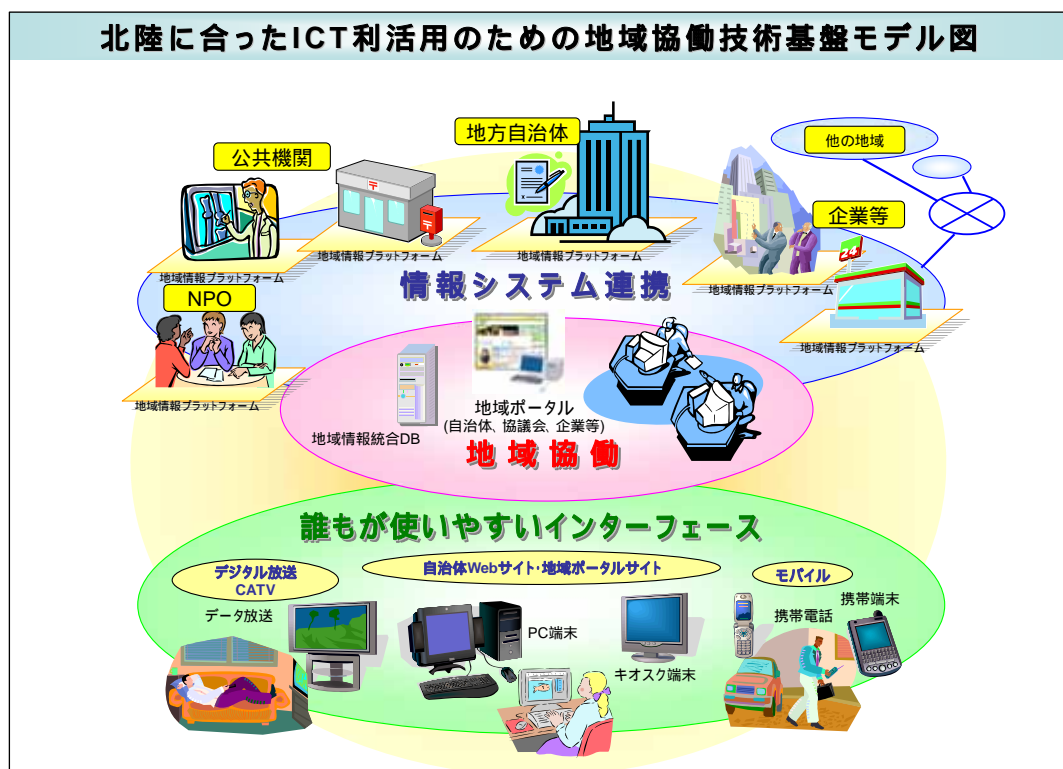 北陸に合ったICT利活用のための地域協働技術基盤モデル図
地方自治体
他の地域
公共機関
企業等
地域情報プラットフォーム
地域情報プラットフォーム
地域情報プラットフォーム
地域情報プラットフォーム
地域情報プラットフォーム
情報システム連携
NPO
地域情報プラットフォーム
地域ポータル
(自治体、協議会、企業等)
地域情報統合DB
地域協働
誰もが使いやすいインターフェース
デジタル放送
CATV
自治体Webサイト・地域ポータルサイト
モバイル
データ放送
PC端末
キオスク端末
携帯電話
携帯端末